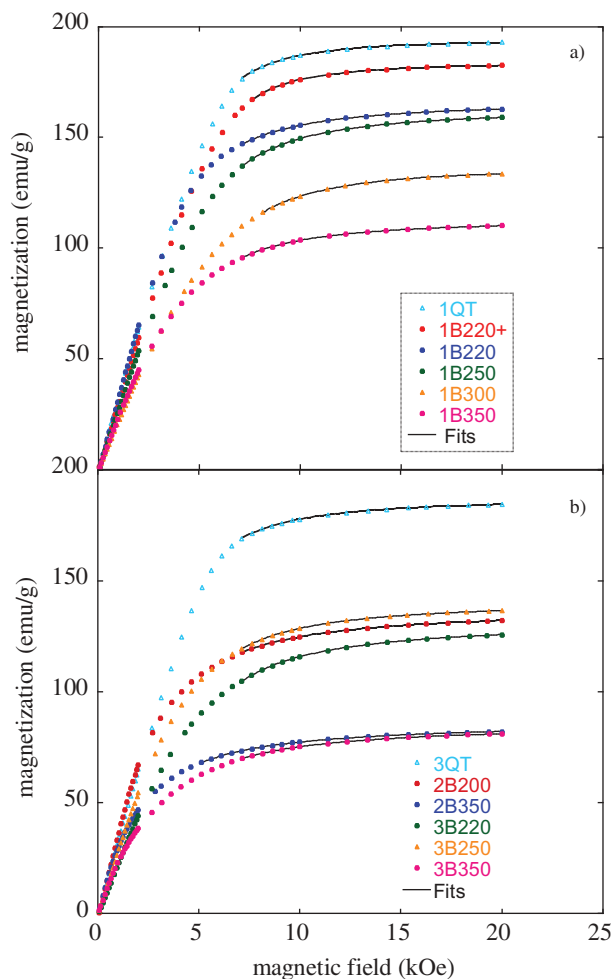 200
a)
150
magnetization (emu/g)
100
1QT
1B220+
1B220
1B250
50
1B300
1B350
Fits
200
b)
150
magnetization (emu/g)
100
3QT
2B200
50
2B350
3B220
3B250
3B350
Fits
0
0 5 10 15 20 25
magnetic field (kOe)